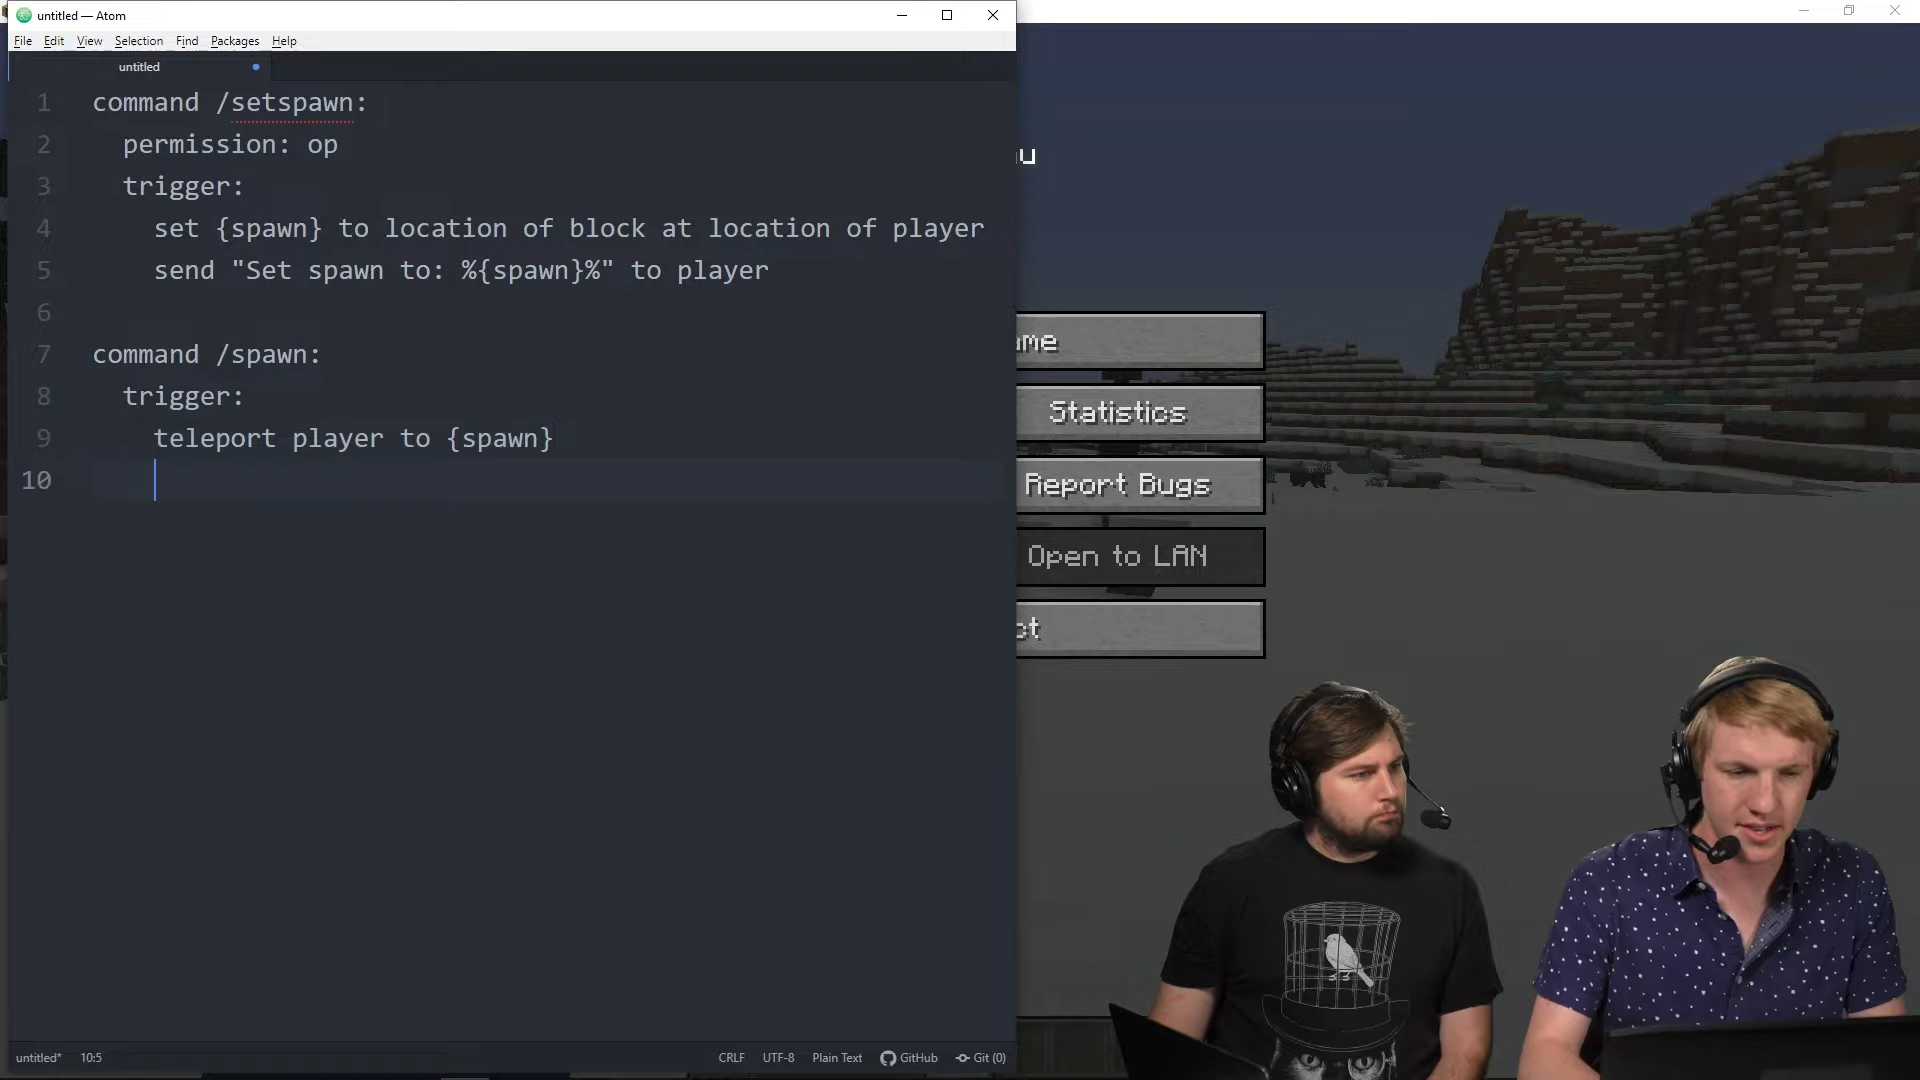 untitled — Atom
File Edit View Selection Find Packages Help
untitled
1 command /setspawn:
2 permission: op
3 trigger:
4 set {spawn} to location of block at location of player
5 send "Set spawn to: %{spawn}%" to player
6
7 command /spawn:
8 trigger:
9 teleport player to {spawn}
10
untitled* 10:5 CRLF UTF-8 Plain Text GitHub Git (0)
Statistics
Report Bugs
Open to LAN